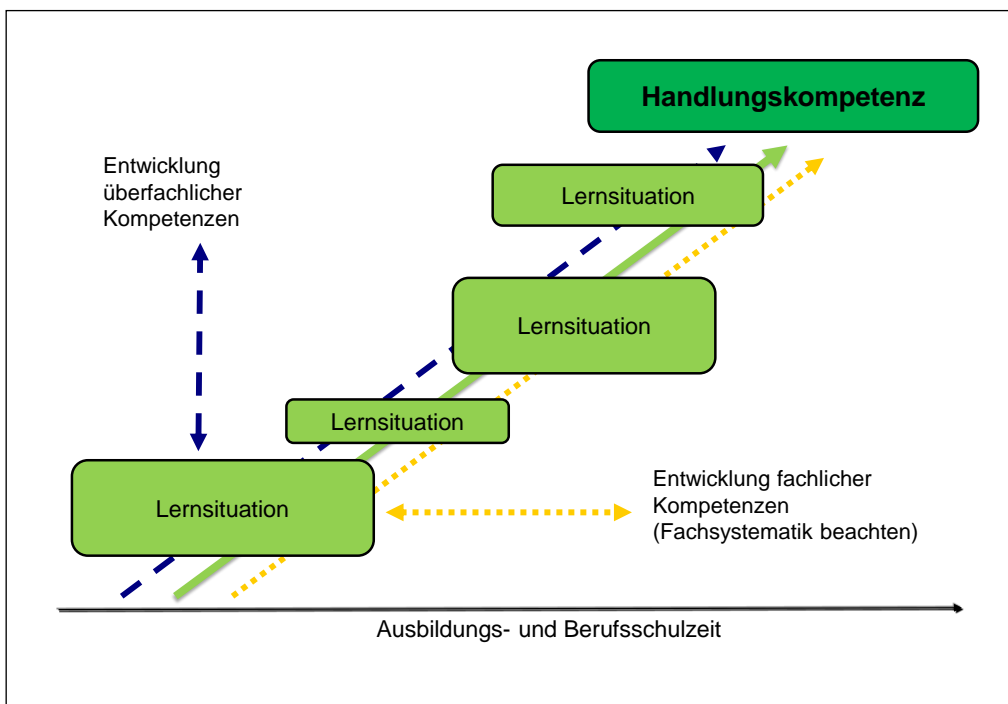 Handlungskompetenz
Entwicklung
überfachlicher
Kompetenzen
Lernsituation
Lernsituation
Lernsituation
Lernsituation
Entwicklung fachlicher
Kompetenzen
(Fachsystematik beachten)
Ausbildungs- und Berufsschulzeit